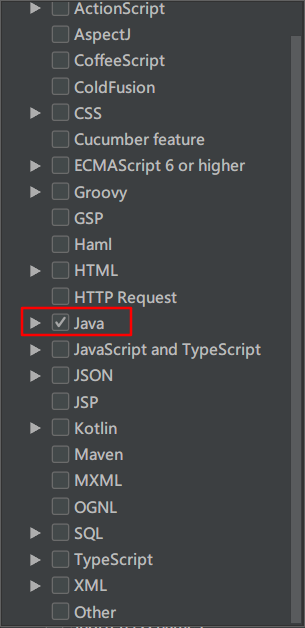 ActionScript
AspectJ
CoffeeScript
ColdFusion
CSS
Cucumber feature
ECMAScript 6 or higher
Groovy
GSP
Haml
HTML
HTTP Request
Java
JavaScript and TypeScript
JSON
JSP
Kotlin
Maven
MXML
OGNL
SQL
TypeScript
XML
Other